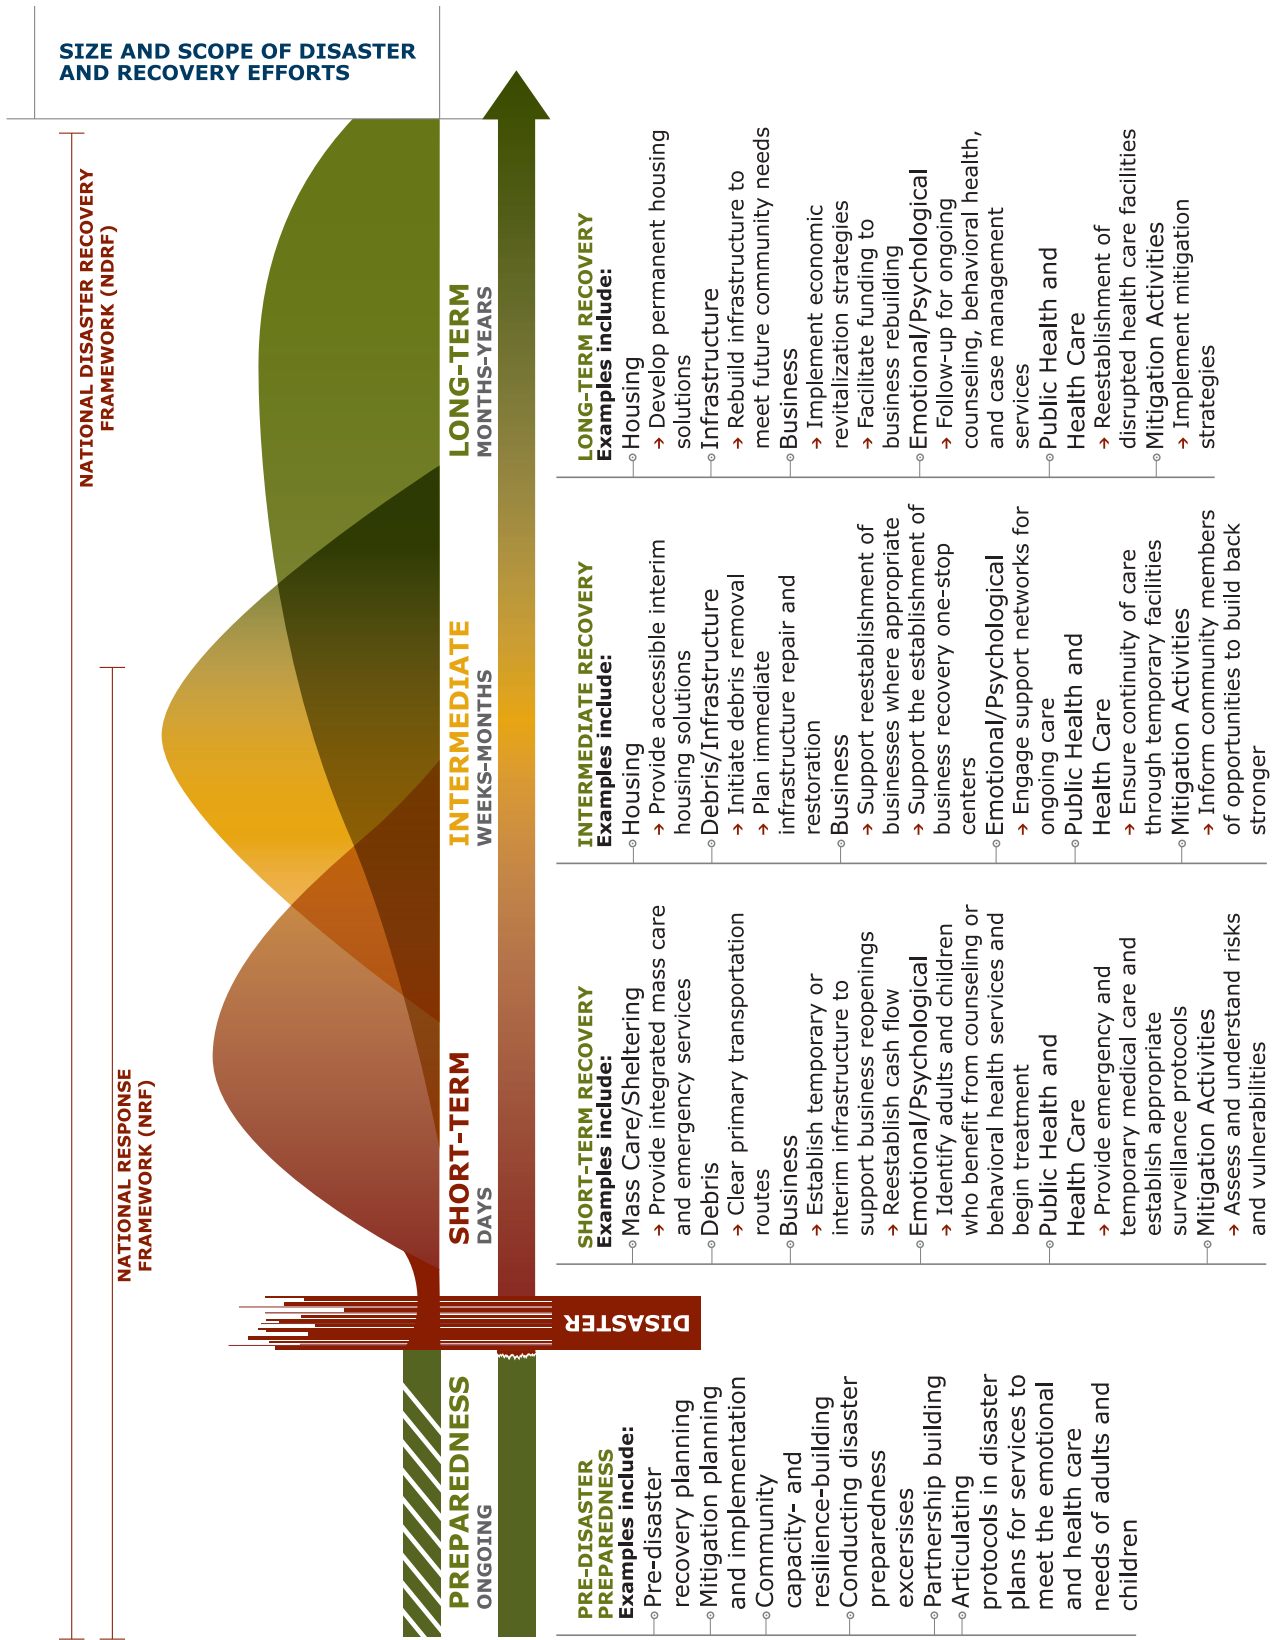 SIZE AND SCOPE OF DISASTER
AND RECOVERY EFFORTS
NATIONAL DISASTER RECOVERY
FRAMEWORK (NDRF)
NATIONAL RESPONSE
FRAMEWORK (NRF)
PREPAREDNESS
ONGOING
SHORT-TERM
DAYS
INTERMEDIATE
WEEKS-MONTHS
LONG-TERM
MONTHS-YEARS
DISASTER
PRE-DISASTER
PREPAREDNESS
Examples include:
Pre-disaster
recovery planning
Mitigation planning
and implementation
Community
capacity- and
resilience-building
Conducting disaster
preparedness
excersises
Partnership building
Articulating
protocols in disaster
plans for services to
meet the emotional
and health care
needs of adults and
children
SHORT-TERM RECOVERY
Examples include:
Mass Care/Sheltering
→ Provide integrated mass care
and emergency services
Debris
→ Clear primary transportation
routes
Business
→ Establish temporary or
interim infrastructure to
support business reopenings
→ Reestablish cash flow
Emotional/Psychological
→ Identify adults and children
who benefit from counseling or
behavioral health services and
begin treatment
Public Health and
Health Care
→ Provide emergency and
temporary medical care and
establish appropriate
surveillance protocols
Mitigation Activities
→ Assess and understand risks
and vulnerabilities
INTERMEDIATE RECOVERY
Examples include:
Housing
→ Provide accessible interim
housing solutions
Debris/Infrastructure
→ Initiate debris removal
→ Plan immediate
infrastructure repair and
restoration
Business
→ Support reestablishment of
businesses where appropriate
→ Support the establishment of
business recovery one-stop
centers
Emotional/Psychological
→ Engage support networks for
ongoing care
Public Health and
Health Care
→ Ensure continuity of care
through temporary facilities
Mitigation Activities
→ Inform community members
of opportunities to build back
stronger
LONG-TERM RECOVERY
Examples include:
Housing
→ Develop permanent housing
solutions
Infrastructure
→ Rebuild infrastructure to
meet future community needs
Business
→ Implement economic
revitalization strategies
→ Facilitate funding to
business rebuilding
Emotional/Psychological
→ Follow-up for ongoing
counseling, behavioral health,
and case management
services
Public Health and
Health Care
→ Reestablishment of
disrupted health care facilities
Mitigation Activities
→ Implement mitigation
strategies